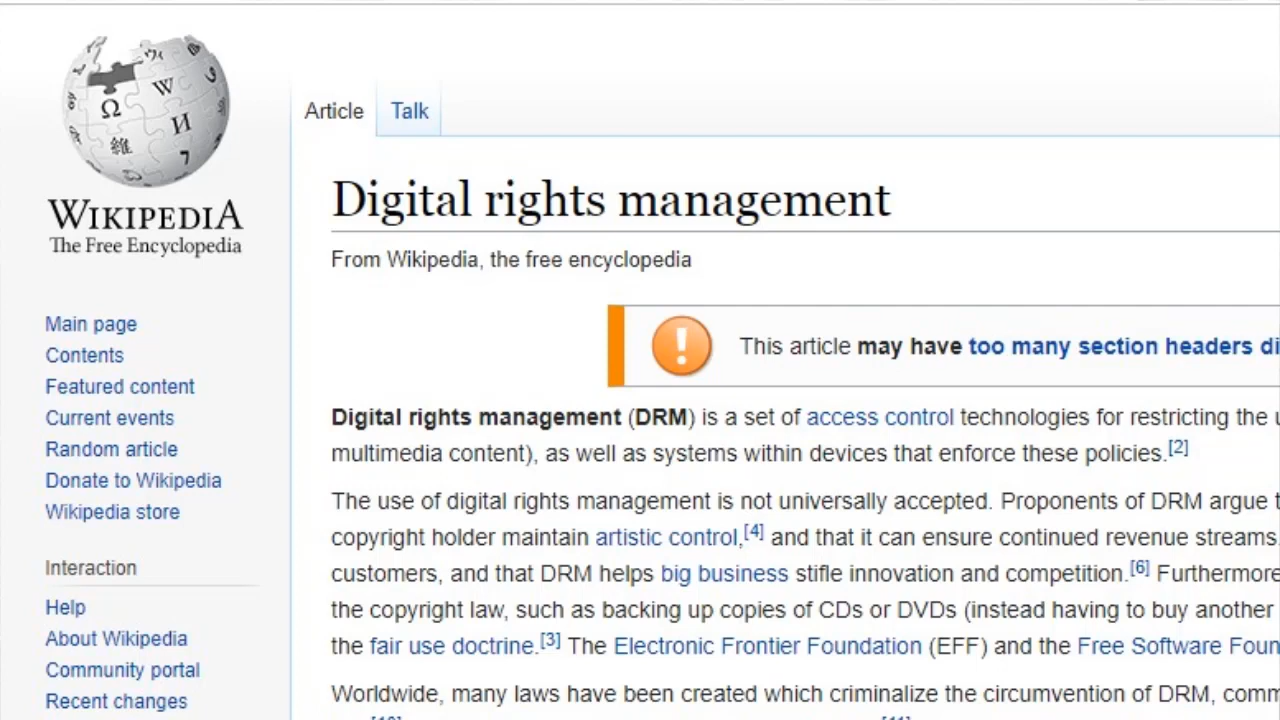 WIKIPEDIA
The Free Encyclopedia
Main page
Contents
Featured content
Current events
Random article
Donate to Wikipedia
Wikipedia store
Interaction
Help
About Wikipedia
Community portal
Recent changes
Article Talk
Digital rights management
From Wikipedia, the free encyclopedia
This article may have too many section headers di
Digital rights management (DRM) is a set of access control technologies for restricting the
multimedia content), as well as systems within devices that enforce these policies.[2]
The use of digital rights management is not universally accepted. Proponents of DRM argue
copyright holder maintain artistic control,[4] and that it can ensure continued revenue streams.
customers, and that DRM helps big business stifle innovation and competition.[6] Furthermore
the copyright law, such as backing up copies of CDs or DVDs (instead having to buy another
the fair use doctrine.[3] The Electronic Frontier Foundation (EFF) and the Free Software Foun
Worldwide, many laws have been created which criminalize the circumvention of DRM, comm